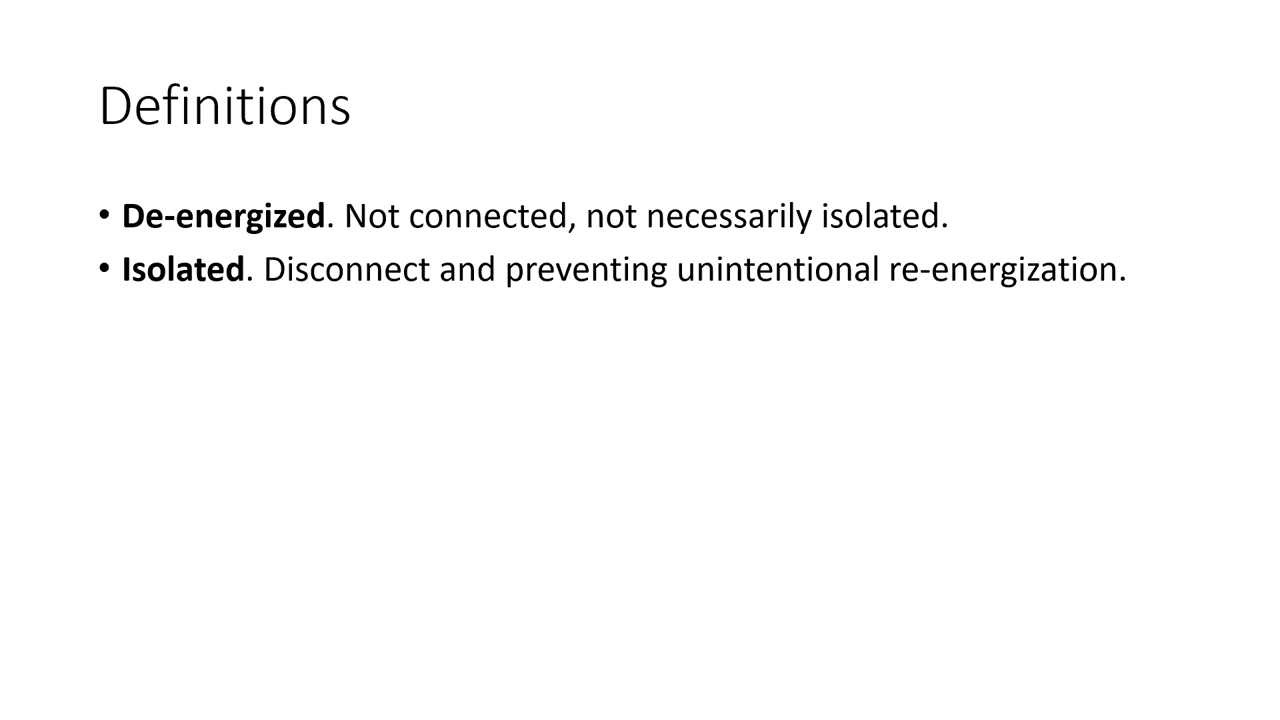 Definitions
• De-energized. Not connected, not necessarily isolated.
• Isolated. Disconnect and preventing unintentional re-energization.